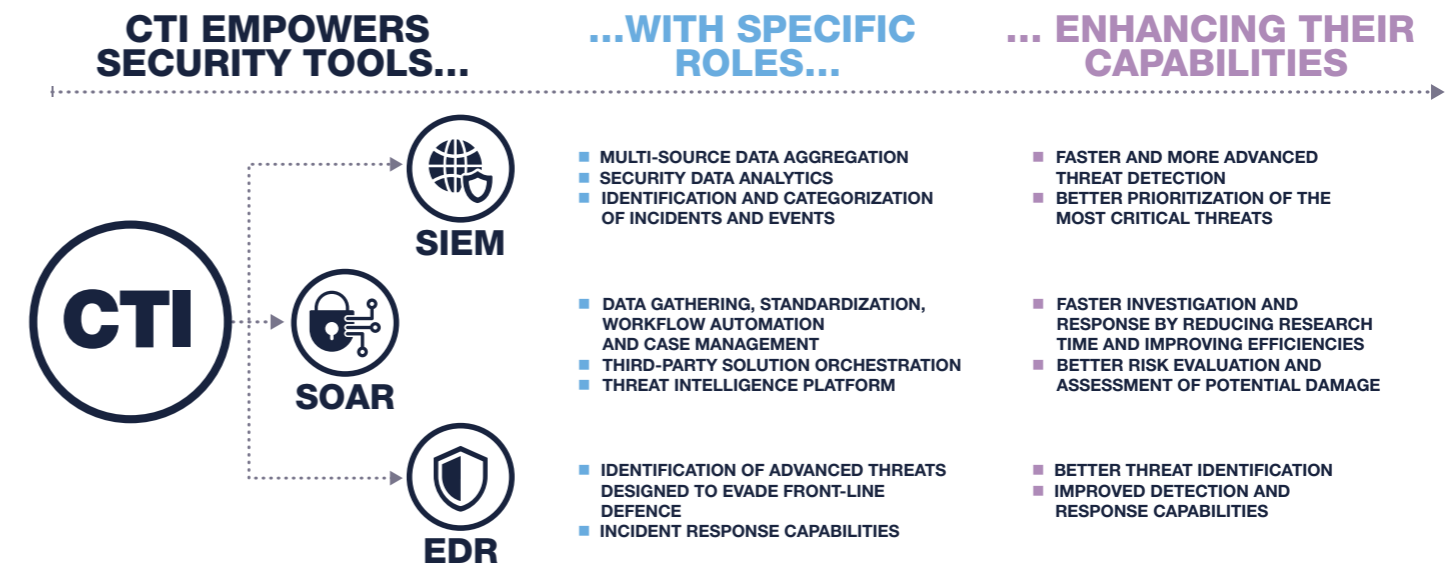 CTI EMPOWERS
SECURITY TOOLS...
...WITH SPECIFIC
ROLES...
... ENHANCING THEIR
CAPABILITIES
CTI
SIEM
MULTI-SOURCE DATA AGGREGATION
SECURITY DATA ANALYTICS
IDENTIFICATION AND CATEGORIZATION
OF INCIDENTS AND EVENTS
FASTER AND MORE ADVANCED
THREAT DETECTION
BETTER PRIORITIZATION OF THE
MOST CRITICAL THREATS
SOAR
DATA GATHERING, STANDARDIZATION,
WORKFLOW AUTOMATION
AND CASE MANAGEMENT
THIRD-PARTY SOLUTION ORCHESTRATION
THREAT INTELLIGENCE PLATFORM
FASTER INVESTIGATION AND
RESPONSE BY REDUCING RESEARCH
TIME AND IMPROVING EFFICIENCIES
BETTER RISK EVALUATION AND
ASSESSMENT OF POTENTIAL DAMAGE
EDR
IDENTIFICATION OF ADVANCED THREATS
DESIGNED TO EVADE FRONT-LINE
DEFENCE
INCIDENT RESPONSE CAPABILITIES
BETTER THREAT IDENTIFICATION
IMPROVED DETECTION AND
RESPONSE CAPABILITIES